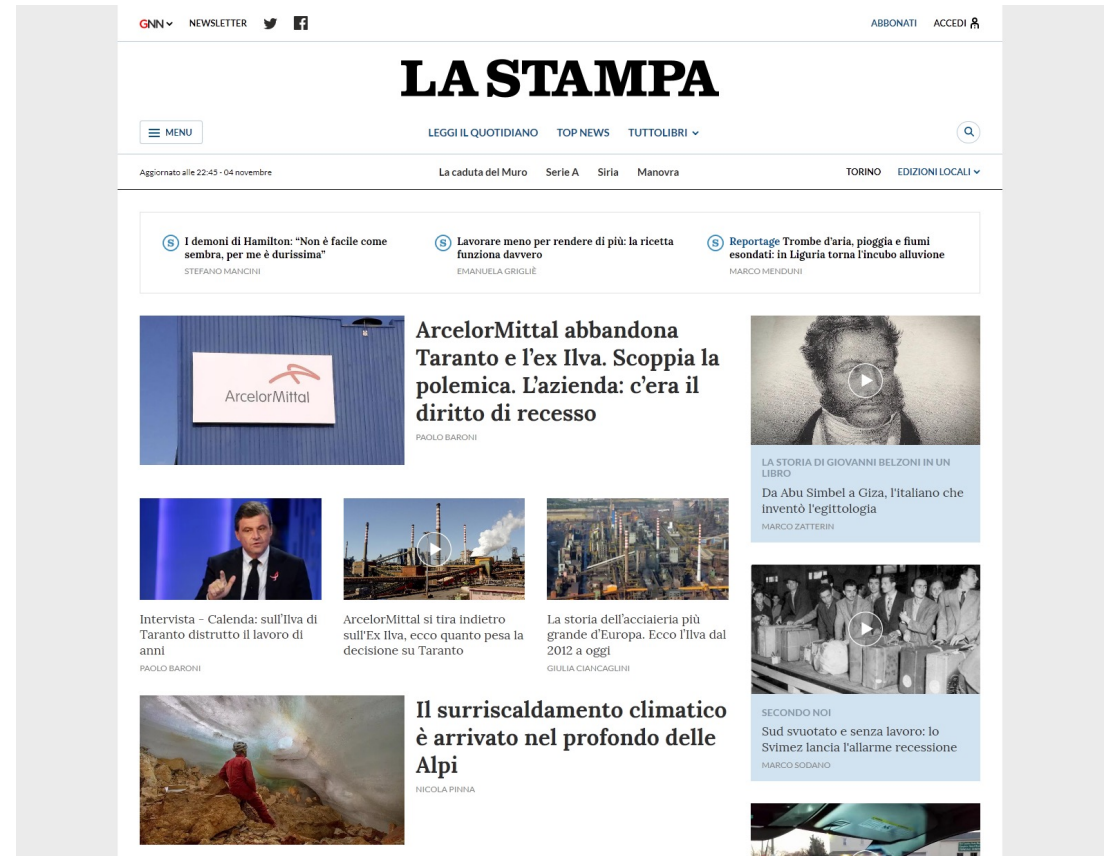 GNN NEWSLETTER ABBONATI ACCEDI
LA STAMPA
MENU LEGGI IL QUOTIDIANO TOP NEWS TUTTOLIBRI
Aggiornato alle 22:45 - 04 novembre La caduta del Muro Serie A Siria Manovra TORINO EDIZIONI LOCALI
S I demoni di Hamilton: “Non è facile come
sembra, per me è durissima”
STEFANO MANCINI
S Lavorare meno per rendere di più: la ricetta
funziona davvero
EMANUELA GRIGLIÈ
S Reportage Trombe d'aria, pioggia e fiumi
esondati: in Liguria torna l'incubo alluvione
MARCO MENDUNI
ArcelorMittal
ArcelorMittal abbandona
Taranto e l’ex Ilva. Scoppia la
polemica. L’azienda: c’era il
diritto di recesso
PAOLO BARONI
LA STORIA DI GIOVANNI BELZONI IN UN
LIBRO
Da Abu Simbel a Giza, l'italiano che
inventò l'egittologia
MARCO ZATTERIN
Intervista - Calenda: sull’Ilva di
Taranto distrutto il lavoro di
anni
PAOLO BARONI
ArcelorMittal si tira indietro
sull'Ex Ilva, ecco quanto pesa la
decisione su Taranto
La storia dell’acciaieria più
grande d’Europa. Ecco l’Ilva dal
2012 a oggi
GIULIA CIANCAGLINI
SECONDO NOI
Sud svuotato e senza lavoro: lo
Svimez lancia l'allarme recessione
MARCO SODANO
Il surriscaldamento climatico
è arrivato nel profondo delle
Alpi
NICOLA PINNA